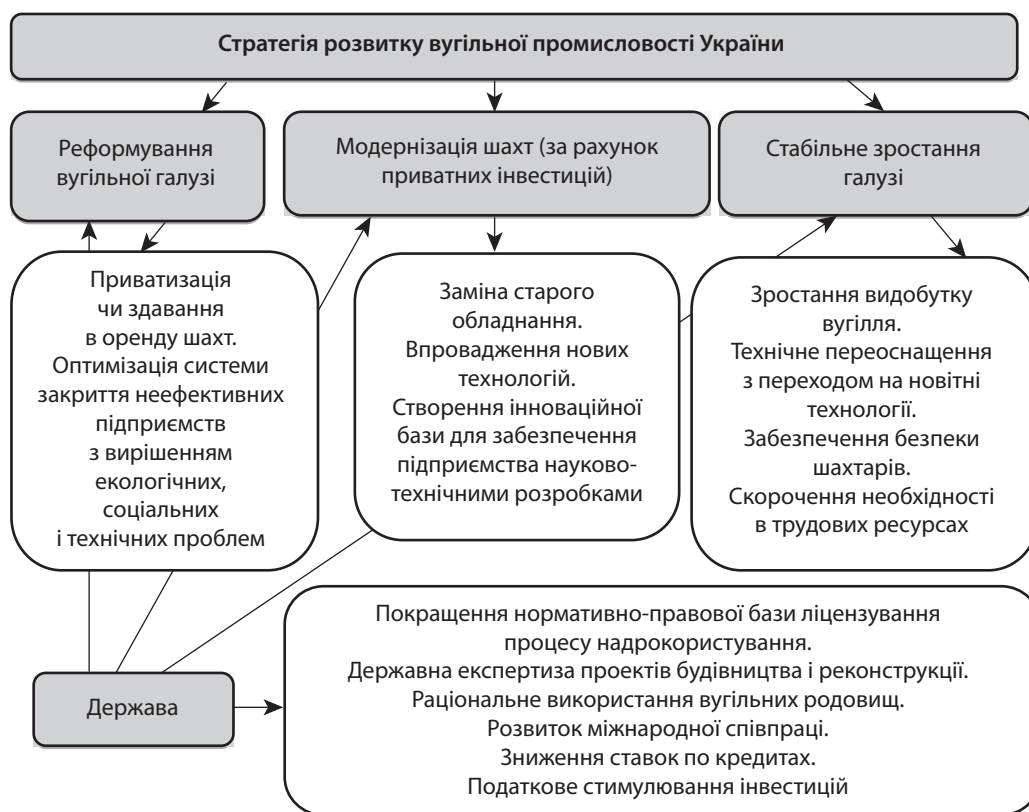 Стратегія розвитку вугільної промисловості України
Реформування
вугільної галузі
Модернізація шахт (за рахунок
приватних інвестицій)
Стабільне зростання
галузі
Приватизація
чи здавання
в оренду шахт.
Оптимізація системи
закриття неефективних
підприємств
з вирішенням
екологічних,
соціальних
і технічних проблем
Заміна старого
обладнання.
Впровадження нових
технологій.
Створення інноваційної
бази для забезпечення
підприємства науково-
технічними розробками
Зростання видобутку
вугілля.
Технічне переоснащення
з переходом на новітні
технології.
Забезпечення безпеки
шахтарів.
Скорочення необхідності
в трудових ресурсах
Держава
Покращення нормативно-правової бази ліцензування
процесу надрокористування.
Державна експертиза проектів будівництва і реконструкції.
Раціональне використання вугільних родовищ.
Розвиток міжнародної співпраці.
Зниження ставок по кредитах.
Податкове стимулювання інвестицій